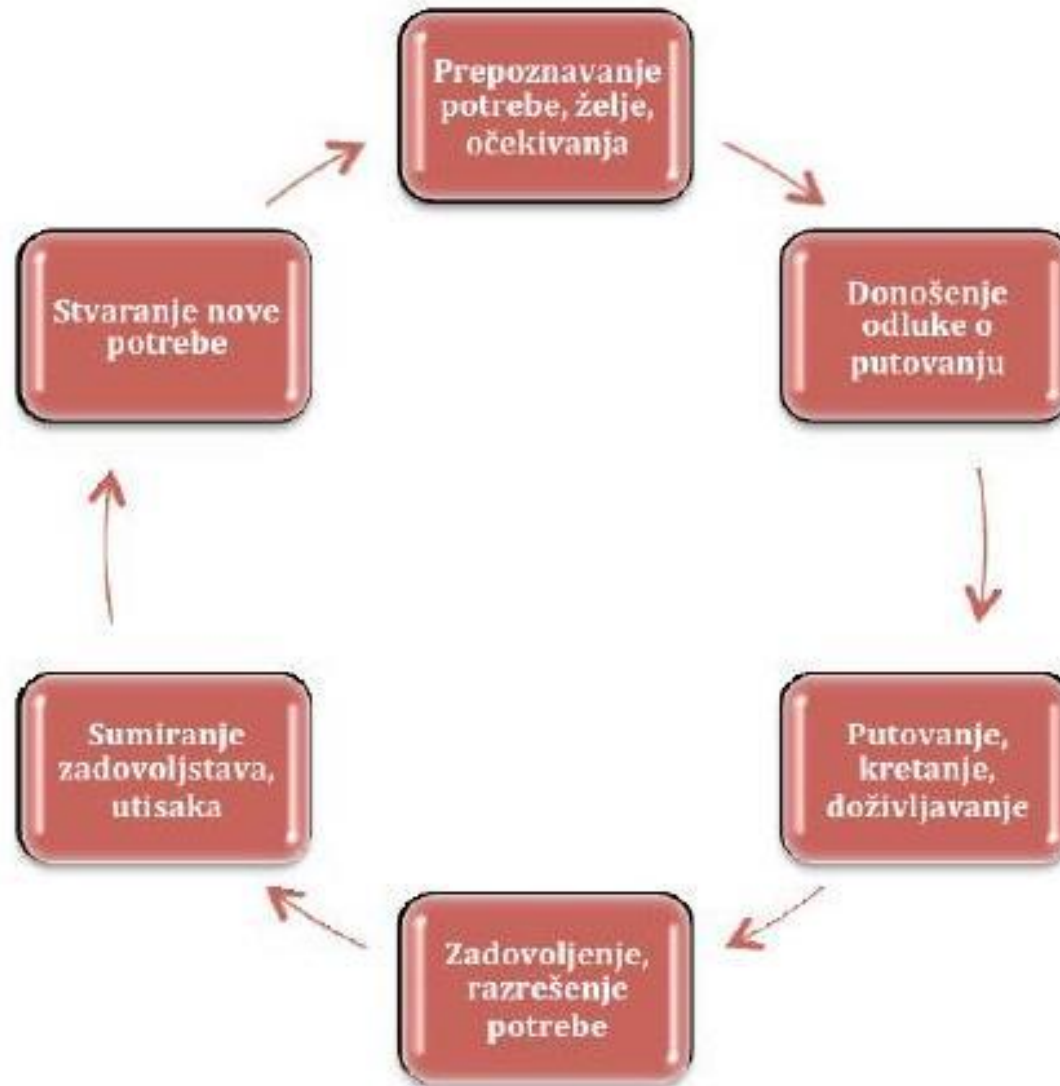 Prepoznavanje
potrebe, želje,
očekivanja
Donošenje
odluke o
putovanju
Putovanje,
kretanje,
doživljavanje
Zadovoljenje,
razrešenje
potrebe
Sumiranje
zadovoljstava,
utisaka
Stvaranje nove
potrebe